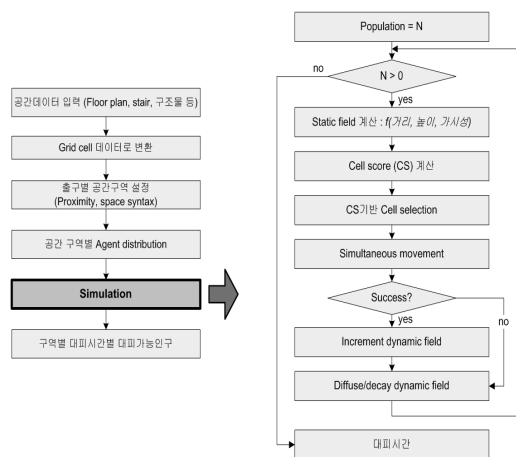 공간데이터 입력 (Floor plan, stair, 구조물 등)
Grid cell 데이터로 변환
출구별 공간구역 설정
(Proximity, space syntax)
공간 구역별 Agent distribution
Simulation
구역별 대피시간별 대피가능인구
Population = N
no
N > 0
yes
Static field 계산 : f(거리, 높이, 가시성)
Cell score (CS) 계산
CS기반 Cell selection
Simultaneous movement
Success?
yes
no
Increment dynamic field
Diffuse/decay dynamic field
대피시간